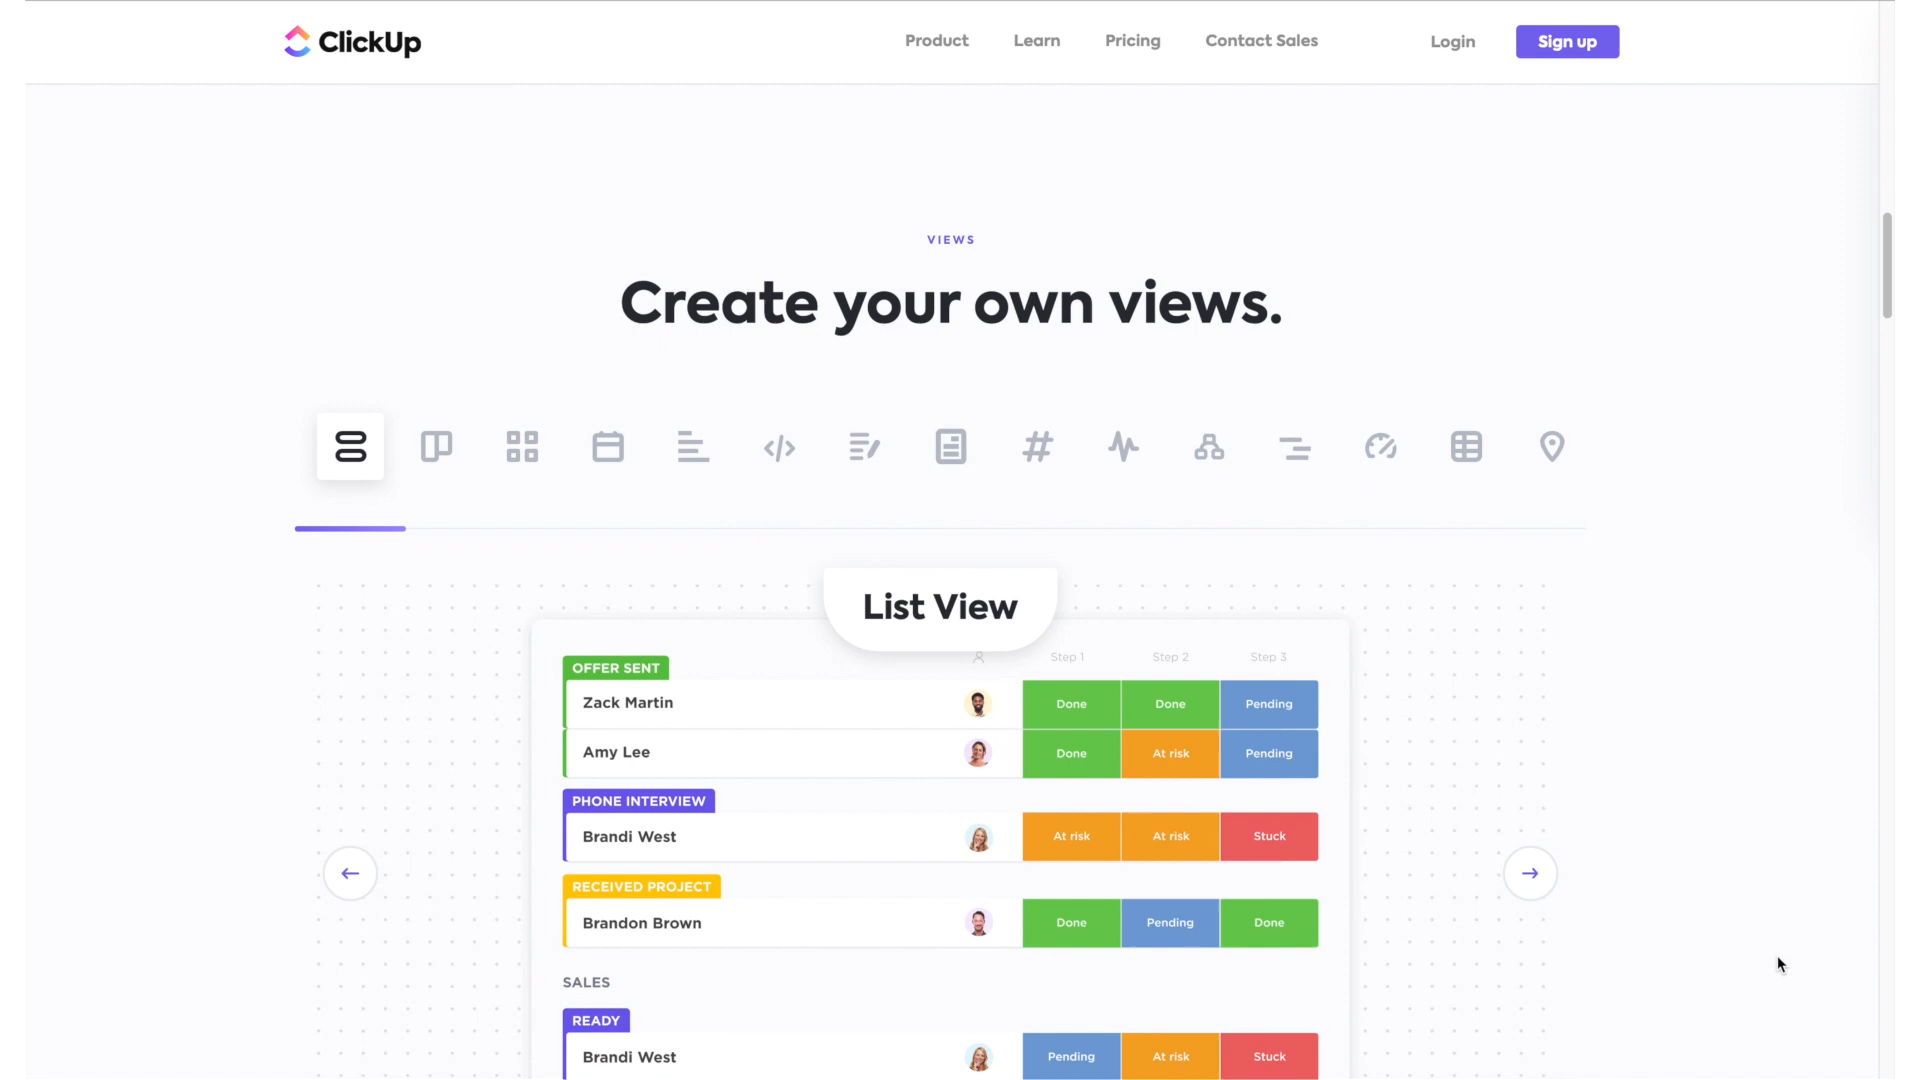 ClickUp Product Learn Pricing Contact Sales Login Sign up
VIEWS
Create your own views.
List View
Step 1 Step 2 Step 3
OFFER SENT
Zack Martin Done Done Pending
Amy Lee Done At risk Pending
PHONE INTERVIEW
Brandi West At risk At risk Stuck
RECEIVED PROJECT
Brandon Brown Done Pending Done
SALES
READY
Brandi West Pending At risk Stuck